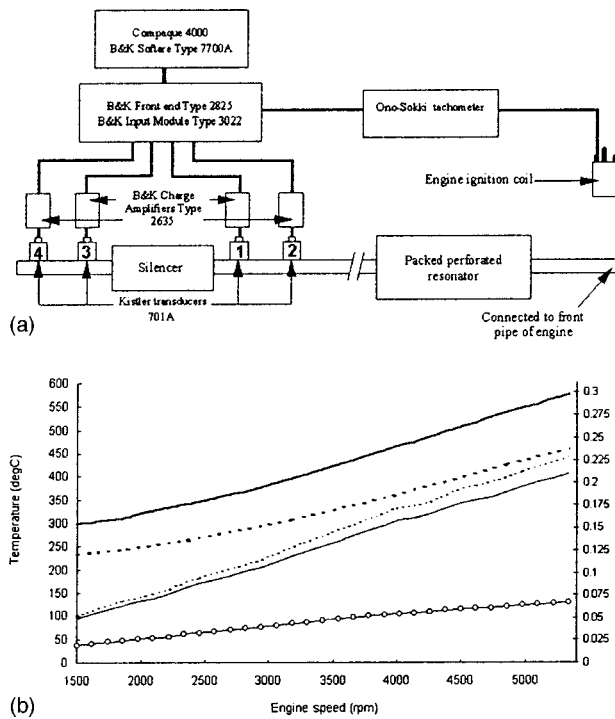 Compaque 4000
B&K Softare Type 7700A
B&K Front end Type 2825
B&K Input Module Type 3022
Ono-Sokki tachometer
Engine ignition coil
B&K Charge
Amplifiers Type
2635
4
3
1
2
Silencer
Packed perforated
resonator
Kistler transducers
701A
Connected to front
pipe of engine
(a)
600
550
500
450
400
350
300
250
200
150
100
50
0
Temperature (degC)
0.3
0.275
0.25
0.225
0.2
0.175
0.15
0.125
0.1
0.075
0.05
0.025
0
1500
2000
2500
3000
3500
4000
4500
5000
Engine speed (rpm)
(b)